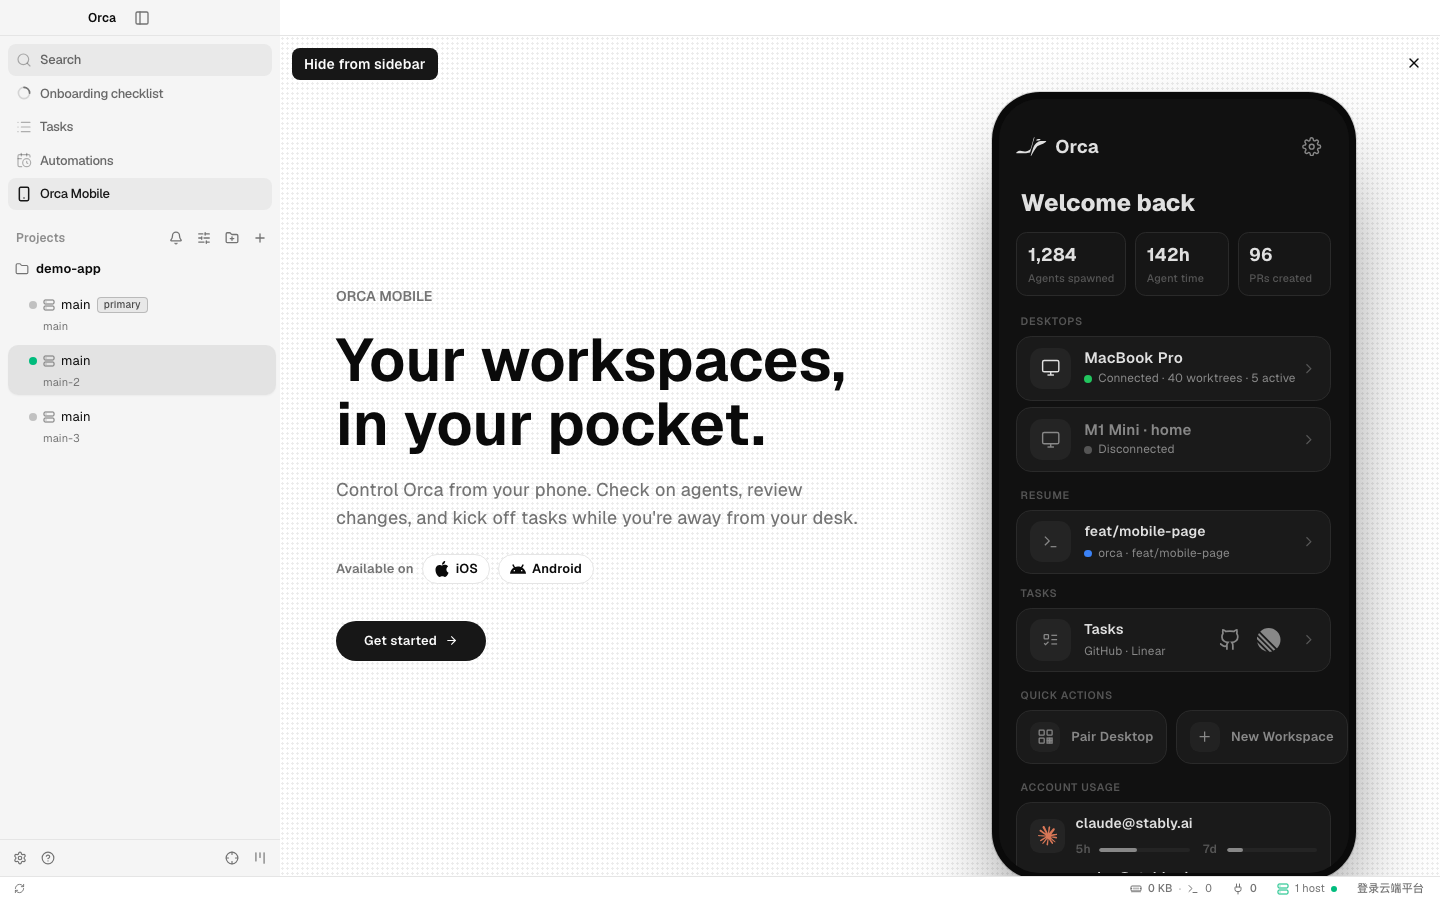 Orca
Search
Onboarding checklist
Tasks
Automations
Orca Mobile
Projects
demo-app
main primary
main
main
main-2
main
main-3
Hide from sidebar
ORCA MOBILE
Your workspaces,
in your pocket.
Control Orca from your phone. Check on agents, review
changes, and kick off tasks while you're away from your desk.
Available on iOS Android
Get started →
Orca
Welcome back
1,284 142h 96
Agents spawned Agent time PRs created
DESKTOPS
MacBook Pro
Connected · 40 worktrees · 5 active
M1 Mini · home
Disconnected
RESUME
feat/mobile-page
orca · feat/mobile-page
TASKS
Tasks
GitHub · Linear
QUICK ACTIONS
Pair Desktop New Workspace
ACCOUNT USAGE
claude@stably.ai
5h 7d
0 KB · 0 0 1 host 登录云端平台